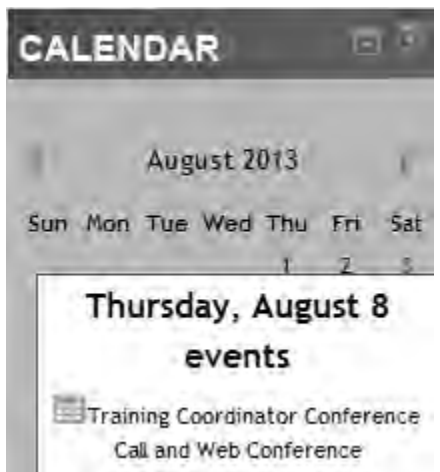 CALENDAR
August 2013
Sun Mon Tue Wed Thu Fri Sat
1 2 3
Thursday, August 8
events
Training Coordinator Conference
Call and Web Conference